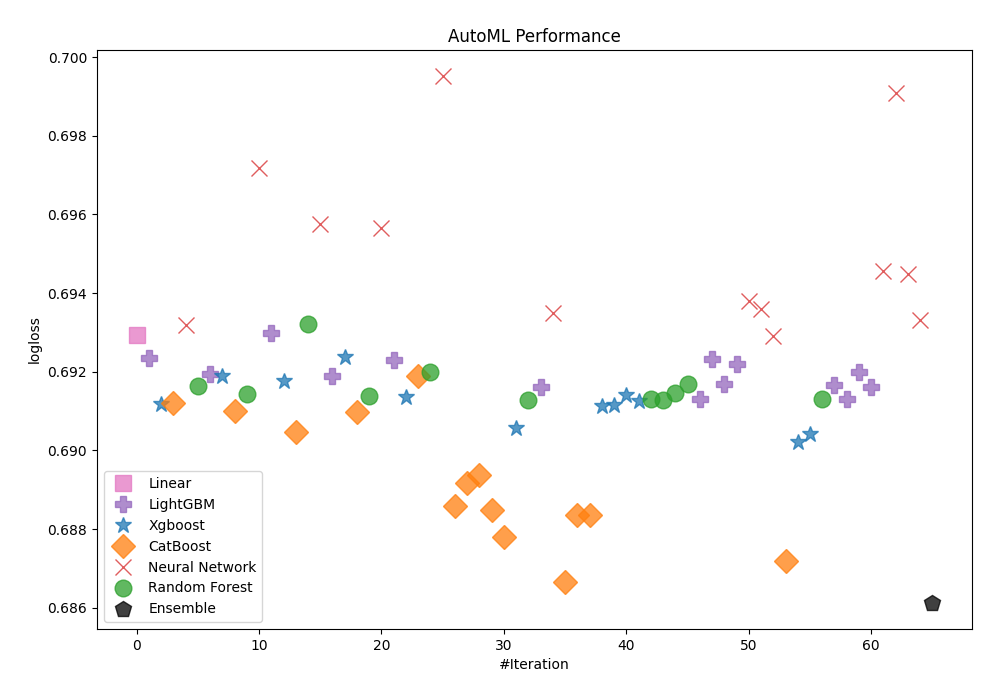 AutoML Performance
0.700
0.698
0.696
0.694
0.692
0.690
0.688
0.686
logloss
Linear
LightGBM
Xgboost
CatBoost
Neural Network
Random Forest
Ensemble
0 10 20 30 40 50 60
#Iteration